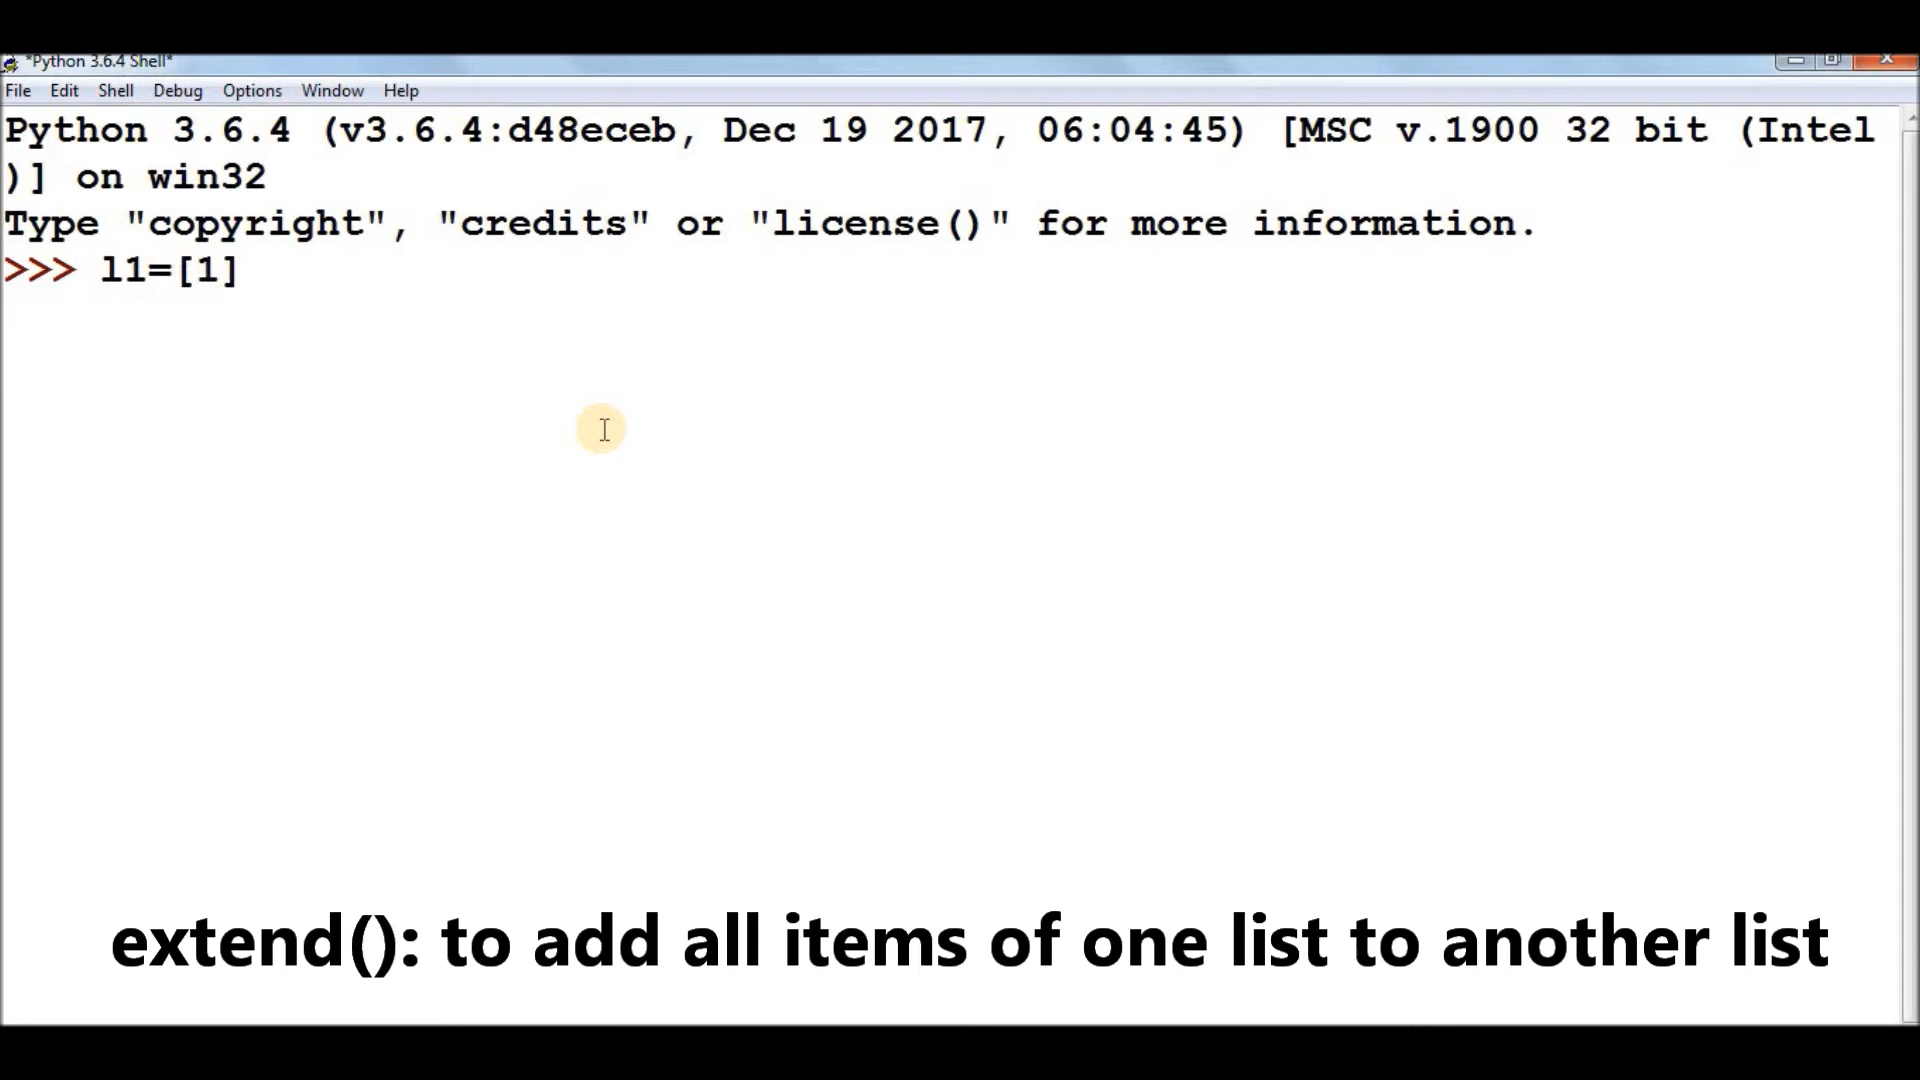 *Python 3.6.4 Shell*
File Edit Shell Debug Options Window Help
Python 3.6.4 (v3.6.4:d48eceb, Dec 19 2017, 06:04:45) [MSC v.1900 32 bit (Intel
)] on win32
Type "copyright", "credits" or "license()" for more information.
>>> l1=[1]
extend(): to add all items of one list to another list